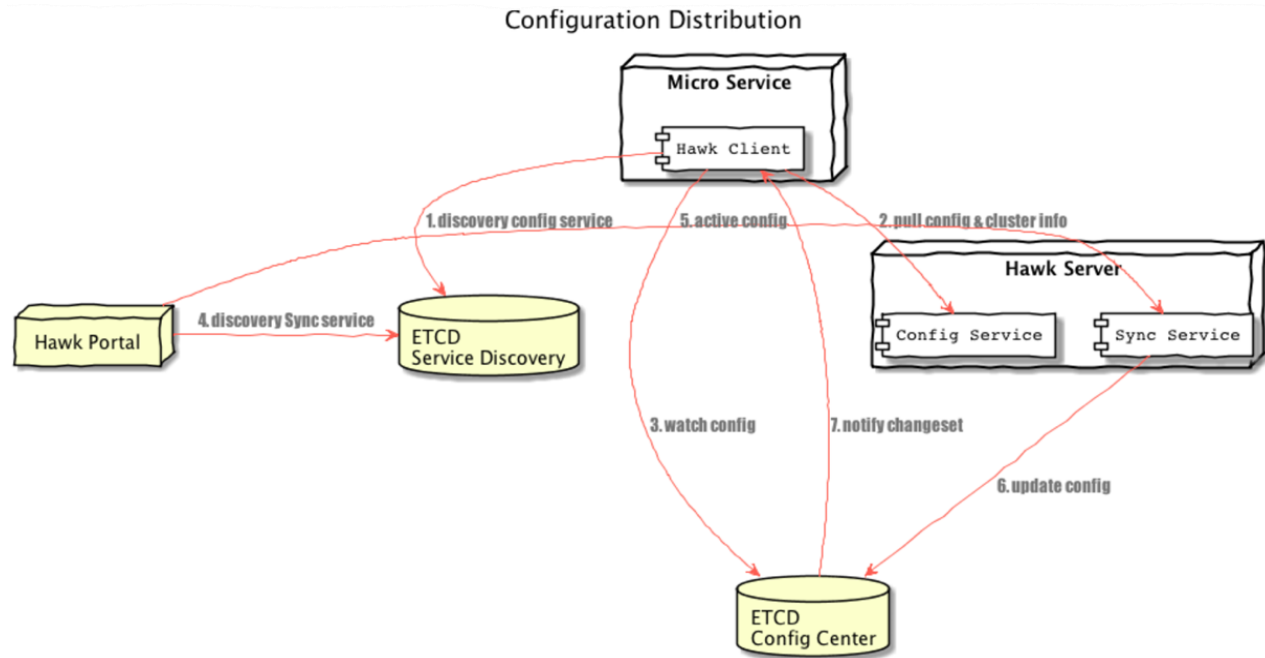 Configuration Distribution
Micro Service
Hawk Client
1. discovery config service
5. active config
2. pull config & cluster info
Hawk Server
Hawk Portal
4. discovery Sync service
ETCD
Service Discovery
Config Service
Sync Service
3. watch config
7. notify changeset
6. update config
ETCD
Config Center